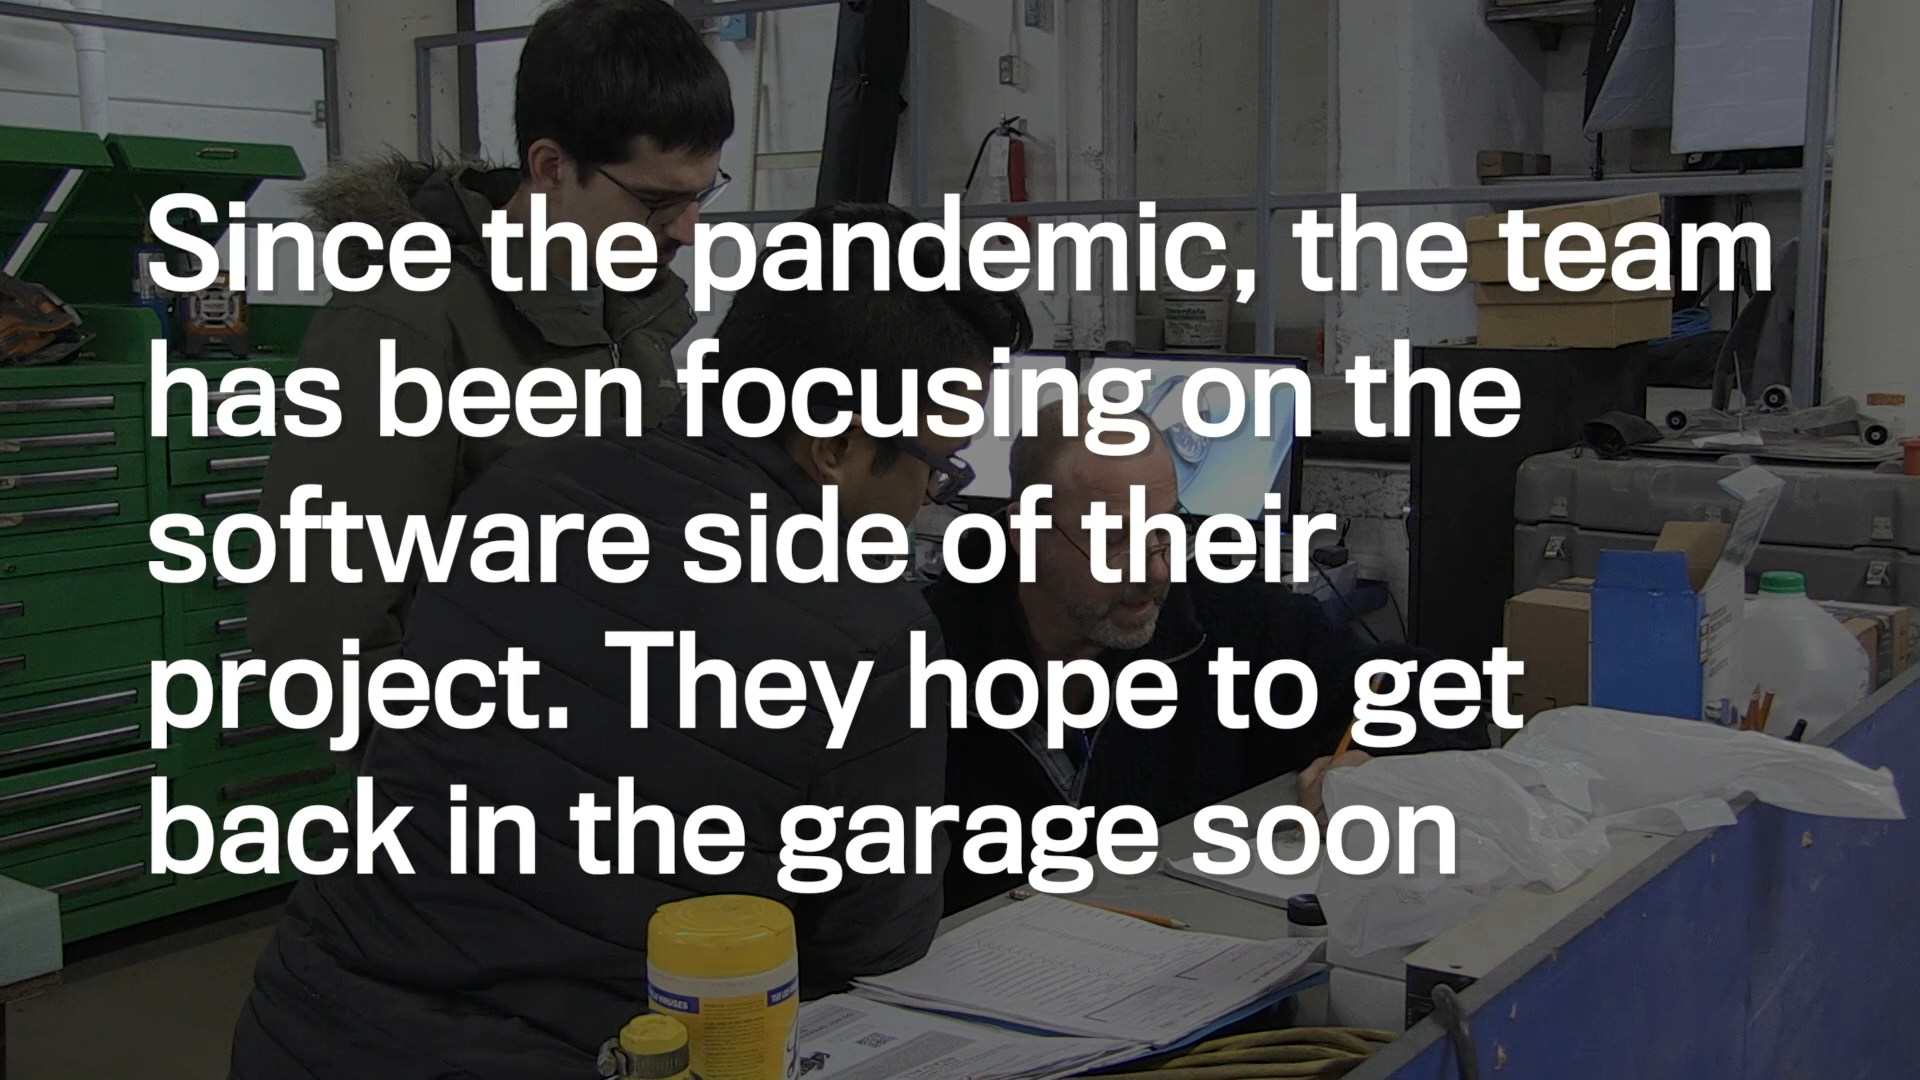 Since the pandemic, the team
has been focusing on the
software side of their
project. They hope to get
back in the garage soon